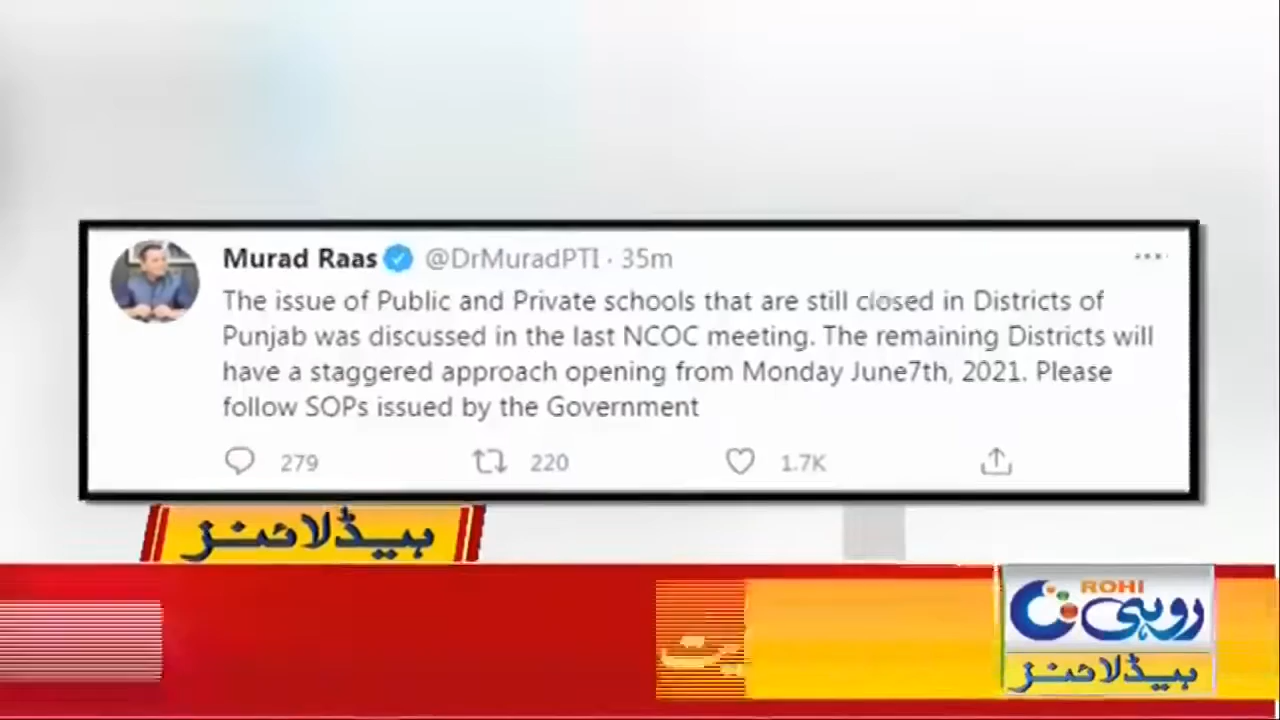 Murad Raas @DrMuradPTI · 35m
The issue of Public and Private schools that are still closed in Districts of
Punjab was discussed in the last NCOC meeting. The remaining Districts will
have a staggered approach opening from Monday June7th, 2021. Please
follow SOPs issued by the Government
279 220 1.7K
ہیڈلائنز
ROHI
روہی
ہیڈلائنز